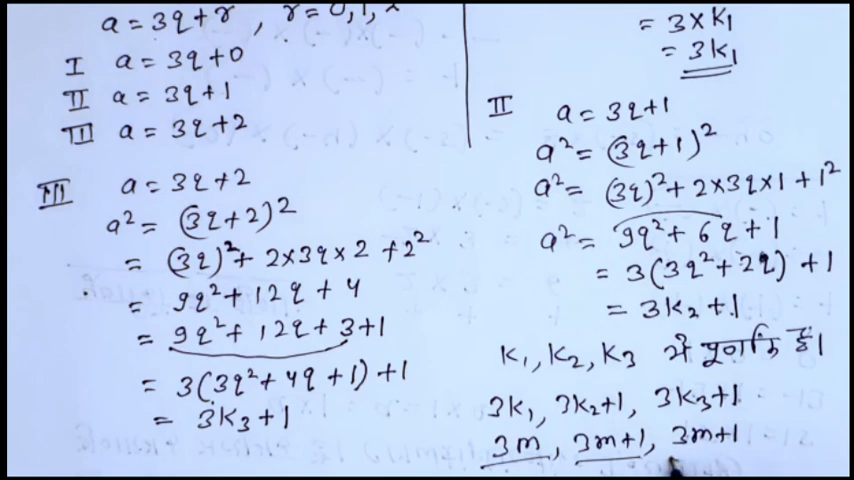 a = 3q + r , r = 0, 1, 2
I a = 3q + 0
II a = 3q + 1
III a = 3q + 2
III a = 3q + 2
a² = (3q + 2)²
= (3q)² + 2×3q×2 + 2²
= 9q² + 12q + 4
= 9q² + 12q + 3 + 1
= 3(3q² + 4q + 1) + 1
= 3k₃ + 1
= 3 × k₁
= 3k₁
II a = 3q + 1
a² = (3q + 1)²
a² = (3q)² + 2×3q×1 + 1²
a² = 9q² + 6q + 1
= 3(3q² + 2q) + 1
= 3k₂ + 1
k₁, k₂, k₃ में पूर्णांक है।
3k₁, 3k₂+1, 3k₃+1
3m, 3m+1, 3m+1